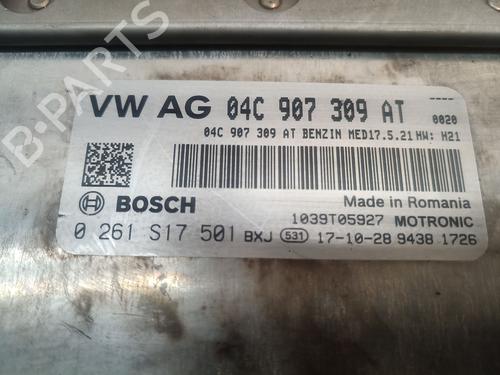 B-PARTS
VW AG 04C 907 309 AT 0020
04C 907 309 AT BENZIN MED17.5.21 HW: H21
BOSCH Made in Romania
1039T05927 MOTRONIC
0 261 S17 501 BXJ 531 17-10-28 9438 1726